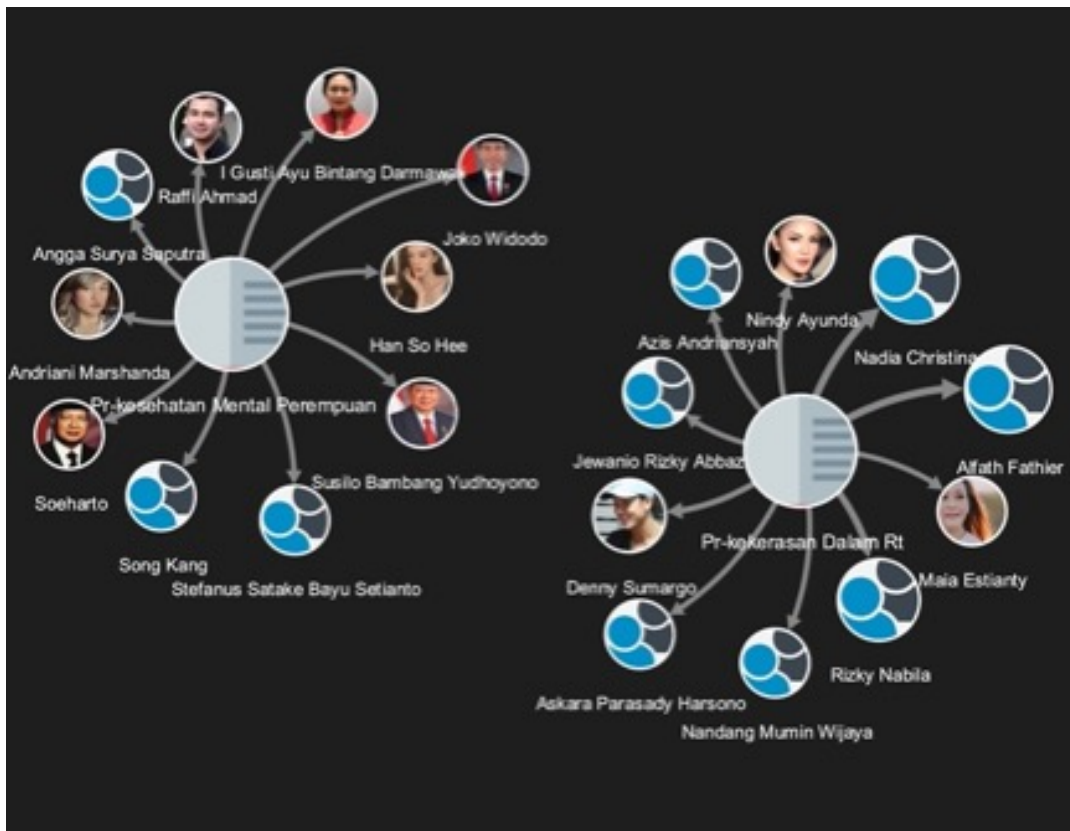 I Gusti Ayu Bintang Darmawa
Raffi Ahmad
Joko Widodo
Angga Surya Saputra
Han So Hee
Andriani Marshanda
Pr-kesehatan Mental Perempuan
Soeharto
Susilo Bambang Yudhoyono
Song Kang
Stefanus Satake Bayu Setianto
Nindy Ayunda
Azis Andriansyah
Nadia Christina
Jewanio Rizky Abbaz
Alfath Fathier
Pr-kekerasan Dalam Rt
Denny Sumargo
Maia Estianty
Rizky Nabila
Askara Parasady Harsono
Nandang Mumin Wijaya